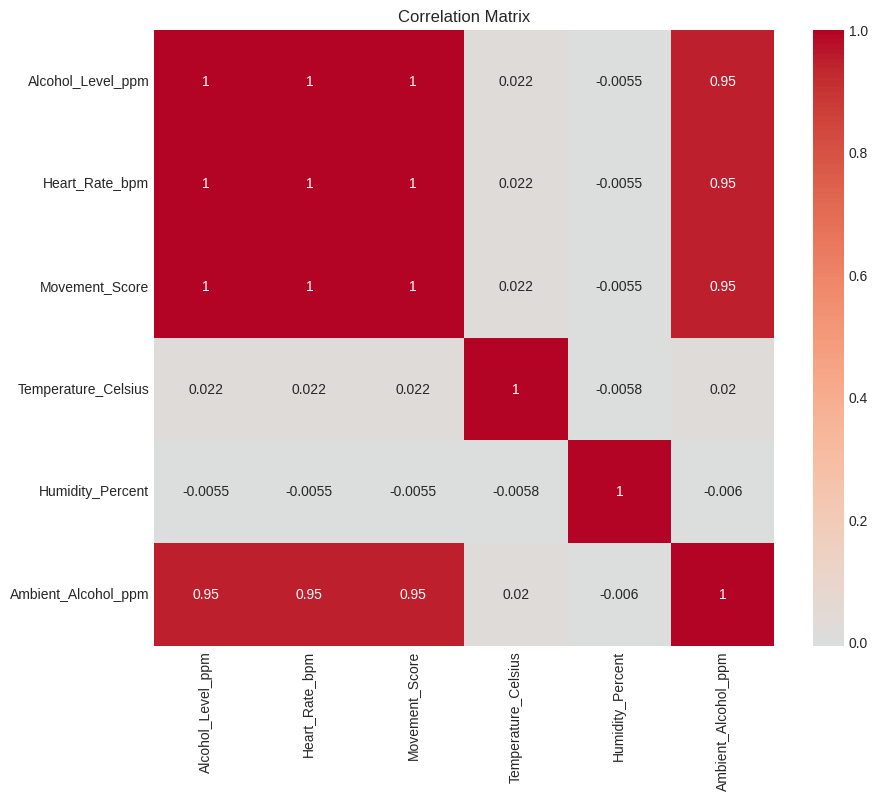 Correlation Matrix
Alcohol_Level_ppm 1 1 1 0.022 -0.0055 0.95
Heart_Rate_bpm 1 1 1 0.022 -0.0055 0.95
Movement_Score 1 1 1 0.022 -0.0055 0.95
Temperature_Celsius 0.022 0.022 0.022 1 -0.0058 0.02
Humidity_Percent -0.0055 -0.0055 -0.0055 -0.0058 1 -0.006
Ambient_Alcohol_ppm 0.95 0.95 0.95 0.02 -0.006 1
Alcohol_Level_ppm
Heart_Rate_bpm
Movement_Score
Temperature_Celsius
Humidity_Percent
Ambient_Alcohol_ppm
1.0
0.8
0.6
0.4
0.2
0.0